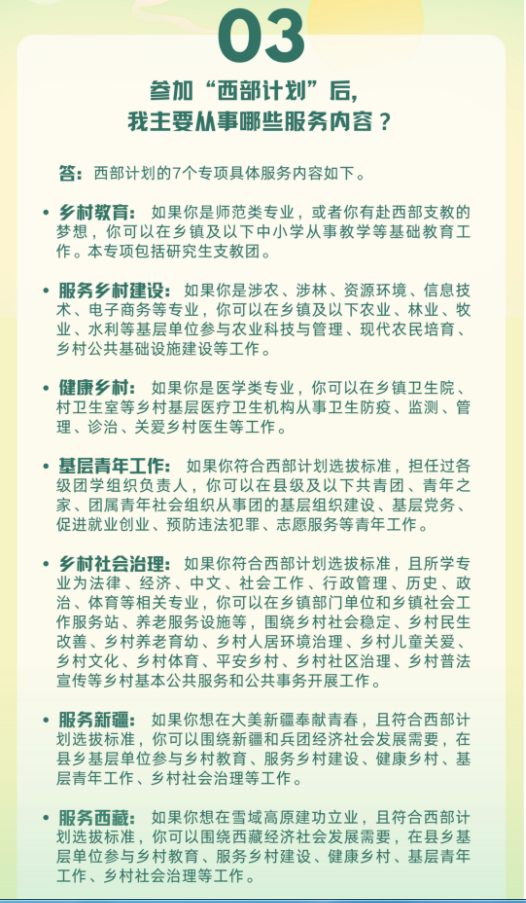 03
参加“西部计划”后，
我主要从事哪些服务内容？
答：西部计划的7个专项具体服务内容如下。
• 乡村教育：如果你是师范类专业，或者你有赴西部支教的
梦想，你可以在乡镇及以下中小学从事教学等基础教育工
作。本专项包括研究生支教团。
• 服务乡村建设：如果你是涉农、涉林、资源环境、信息技
术、电子商务等专业，你可以在乡镇及以下农业、林业、牧
业、水利等基层单位参与农业科技与管理、现代农民培育、
乡村公共基础设施建设等工作。
• 健康乡村：如果你是医学类专业，你可以在乡镇卫生院、
村卫生室等乡村基层医疗卫生机构从事卫生防疫、监测、管
理、诊治、关爱乡村医生等工作。
• 基层青年工作：如果你符合西部计划选拔标准，担任过各
级团学组织负责人，你可以在县级及以下共青团、青年之
家、团属青年社会组织从事团的基层组织建设、基层党务、
促进就业创业、预防违法犯罪、志愿服务等青年工作。
• 乡村社会治理：如果你符合西部计划选拔标准，且所学专
业为法律、经济、中文、社会工作、行政管理、历史、政
治、体育等相关专业，你可以在乡镇部门单位和乡镇社会工
作服务站、养老服务设施等，围绕乡村社会稳定、乡村民生
改善、乡村养老育幼、乡村人居环境治理、乡村儿童关爱、
乡村文化、乡村体育、平安乡村、乡村社区治理、乡村普法
宣传等乡村基本公共服务和公共事务开展工作。
• 服务新疆：如果你想在大美新疆奉献青春，且符合西部计
划选拔标准，你可以围绕新疆和兵团经济社会发展需要，在
县乡基层单位参与乡村教育、服务乡村建设、健康乡村、基
层青年工作、乡村社会治理等工作。
• 服务西藏：如果你想在雪域高原建功立业，且符合西部计
划选拔标准，你可以围绕西藏经济社会发展需要，在县乡基
层单位参与乡村教育、服务乡村建设、健康乡村、基层青年
工作、乡村社会治理等工作。